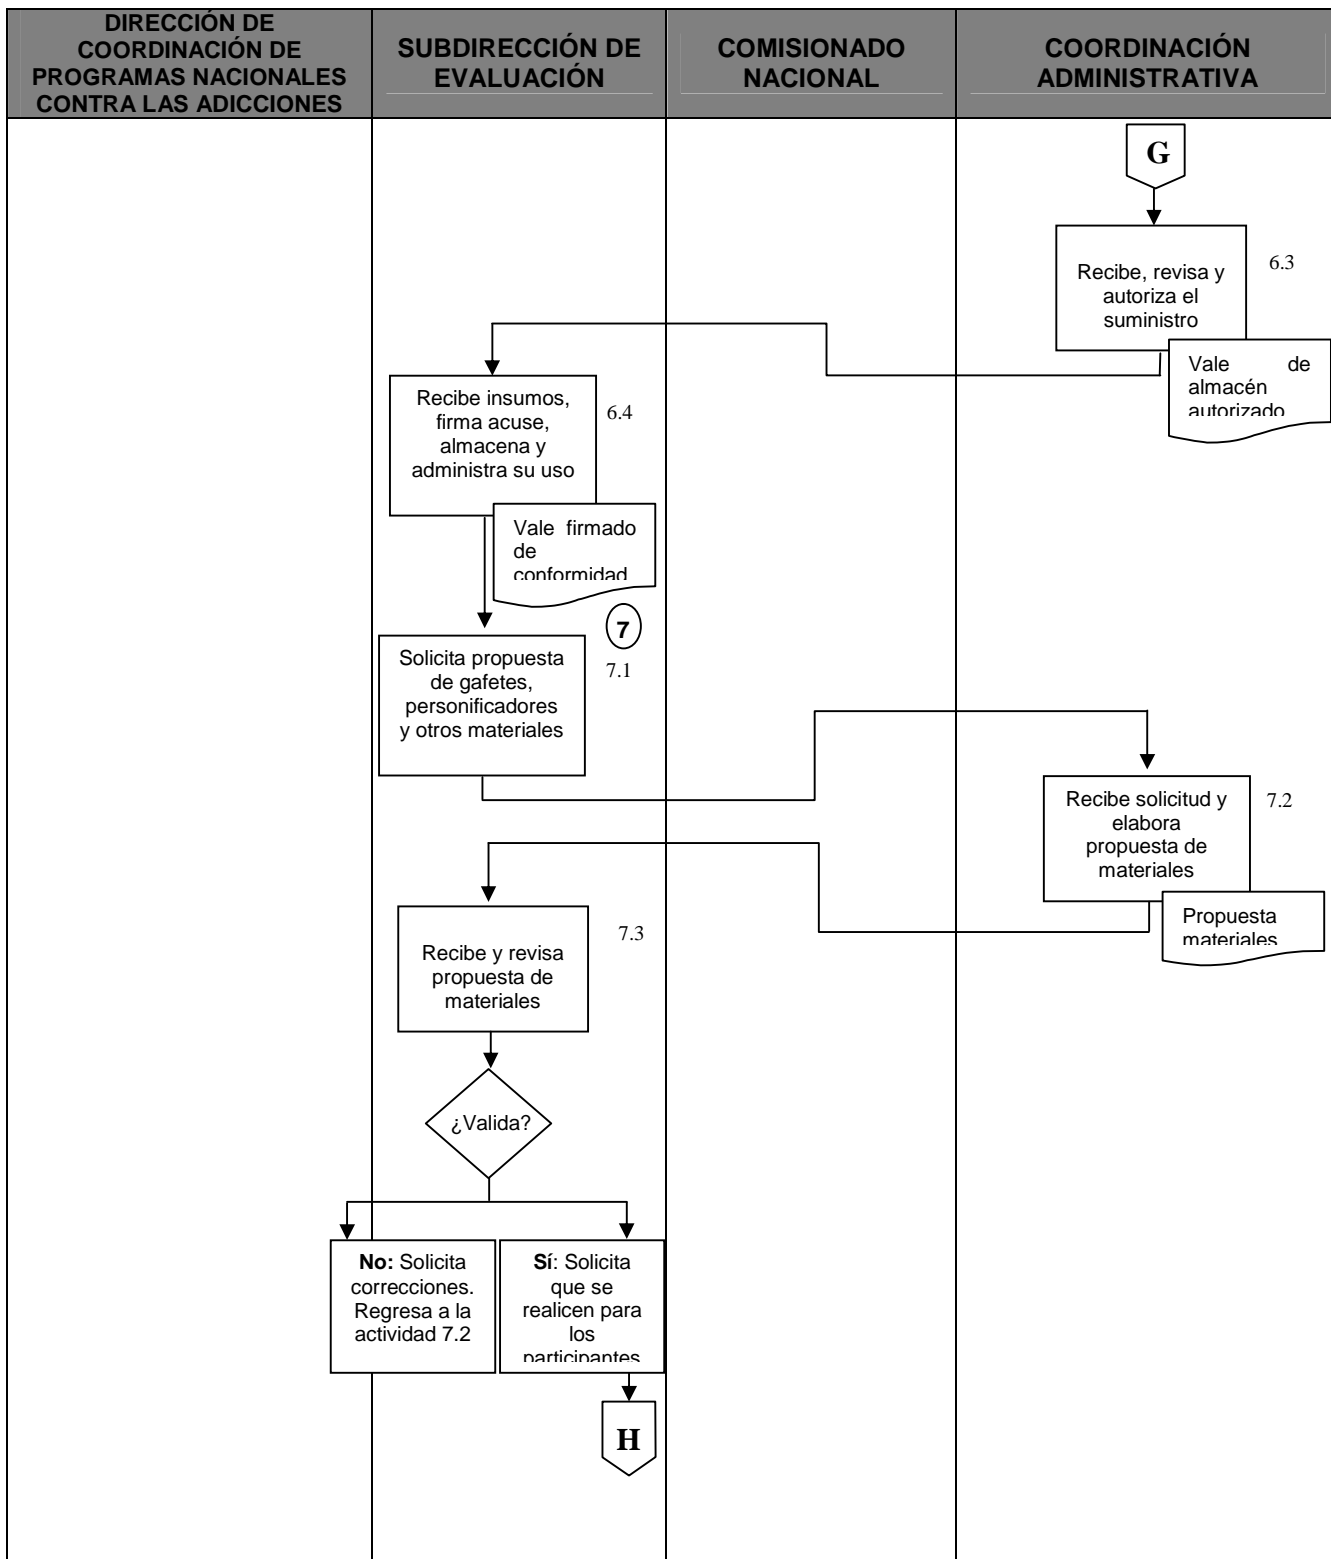 DIRECCIÓN DE
COORDINACIÓN DE
PROGRAMAS NACIONALES
CONTRA LAS ADICCIONES
SUBDIRECCIÓN DE
EVALUACIÓN
COMISIONADO
NACIONAL
COORDINACIÓN
ADMINISTRATIVA
G
Recibe, revisa y
autoriza el
suministro
6.3
Vale de
almacén
autorizado
Recibe insumos,
firma acuse,
almacena y
administra su uso
6.4
Vale firmado
de
conformidad
7
Solicita propuesta
de gafetes,
personificadores
y otros materiales
7.1
Recibe solicitud y
elabora
propuesta de
materiales
7.2
Propuesta
materiales
Recibe y revisa
propuesta de
materiales
7.3
¿Valida?
No: Solicita
correcciones.
Regresa a la
actividad 7.2
Sí: Solicita
que se
realicen para
los
participantes
H